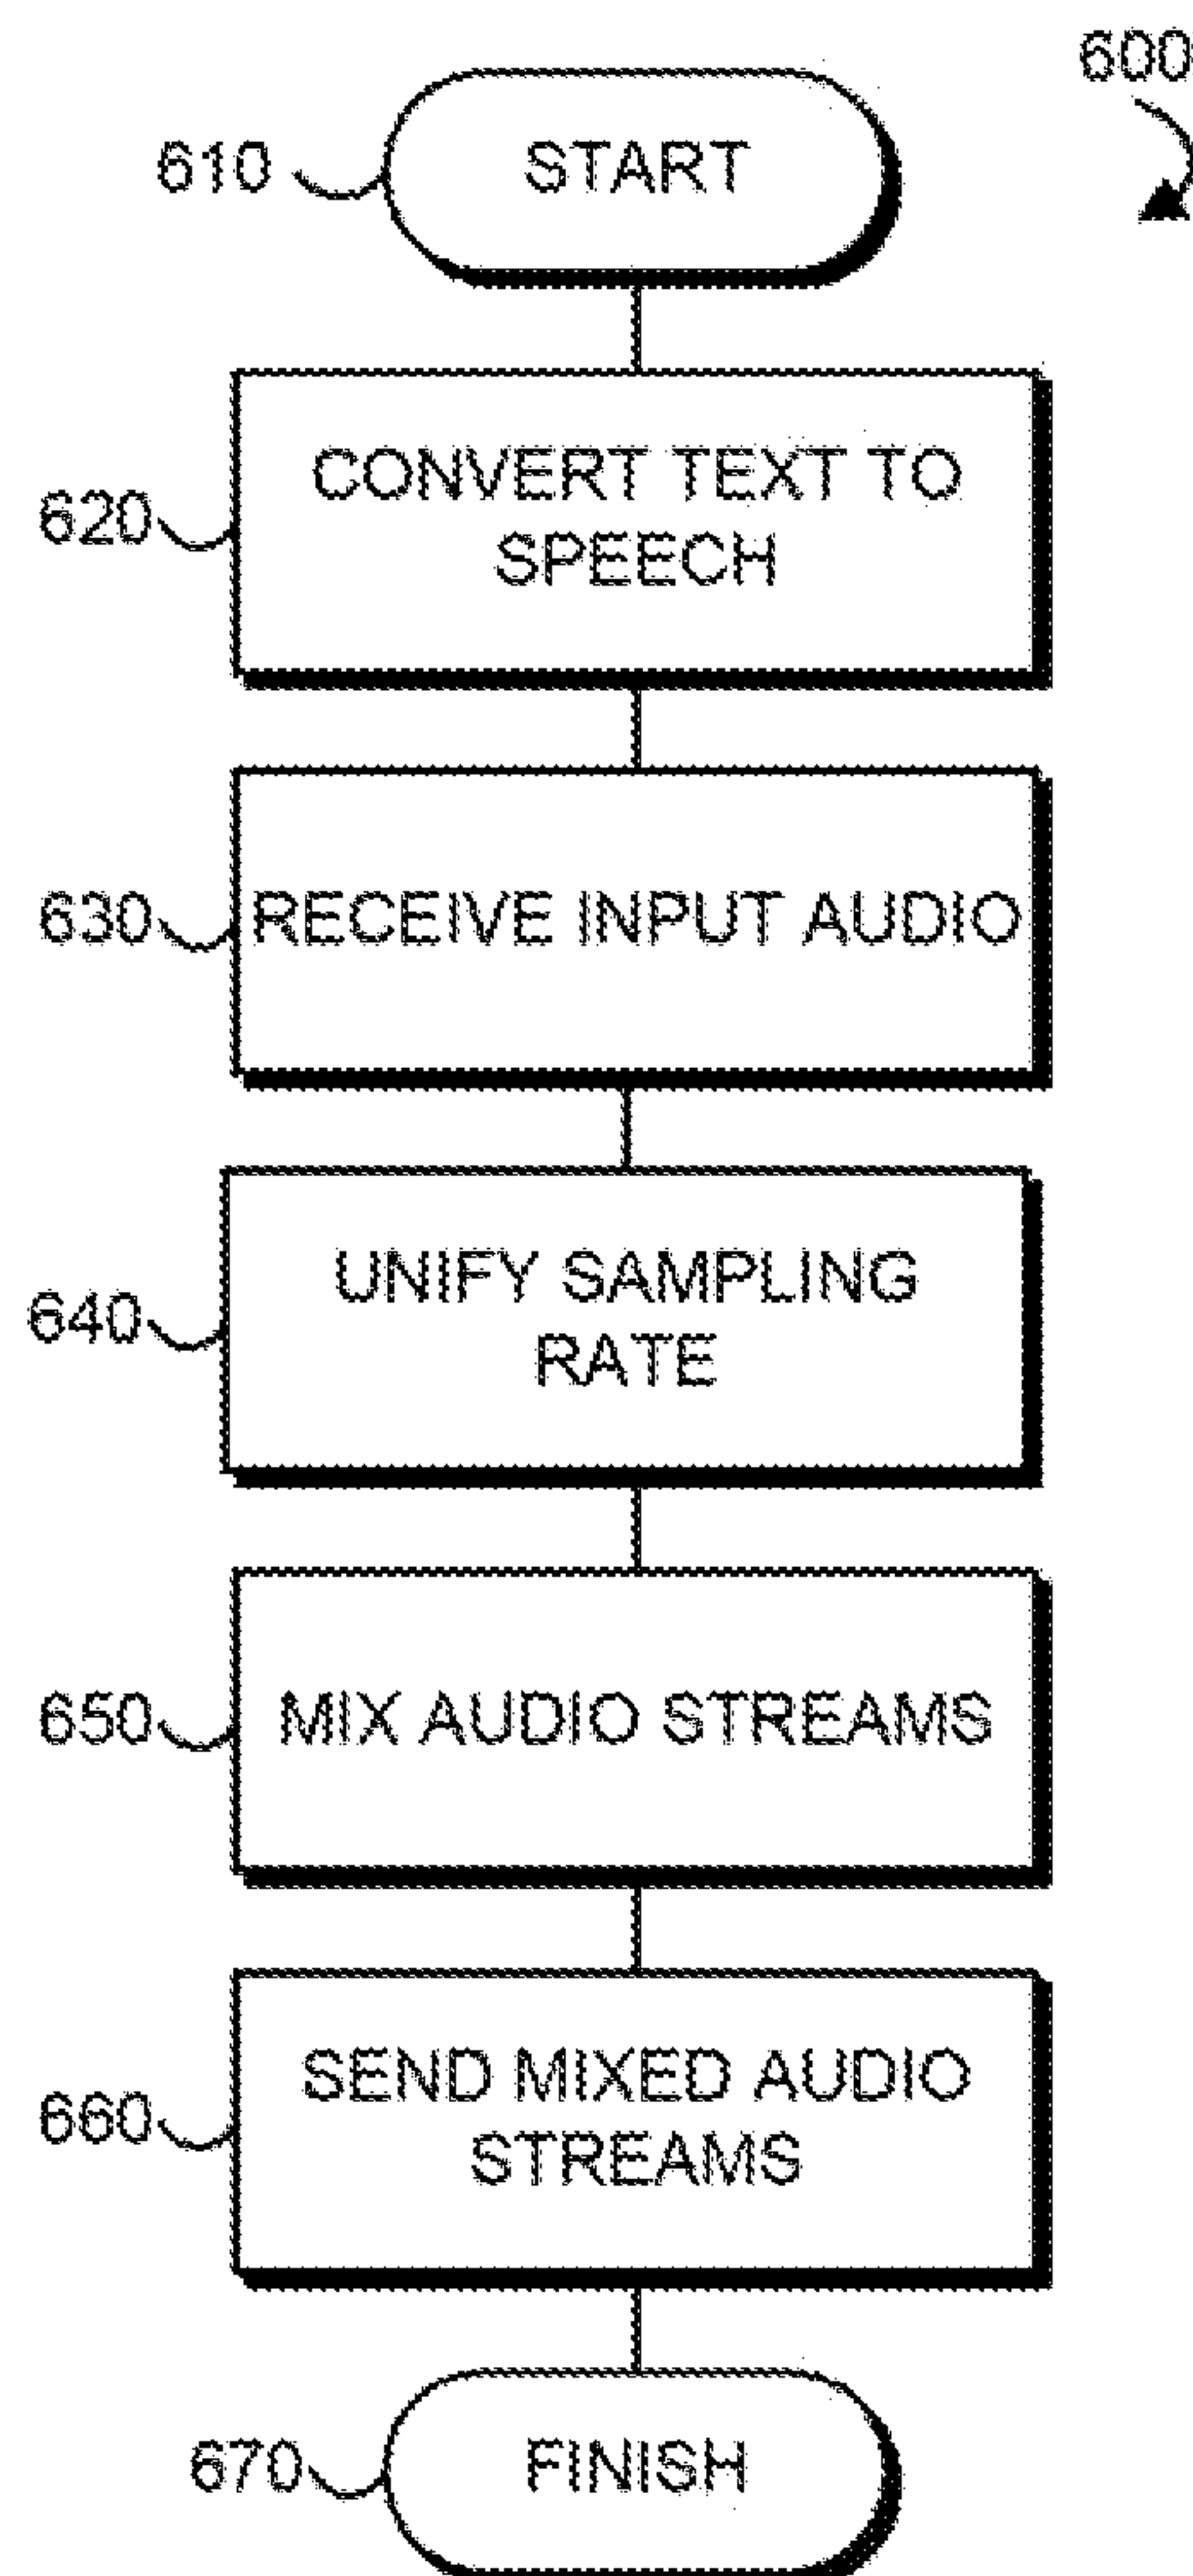 600
610
START
620
CONVERT TEXT TO
SPEECH
630
RECEIVE INPUT AUDIO
640
UNIFY SAMPLING
RATE
650
MIX AUDIO STREAMS
660
SEND MIXED AUDIO
STREAMS
670
FINISH